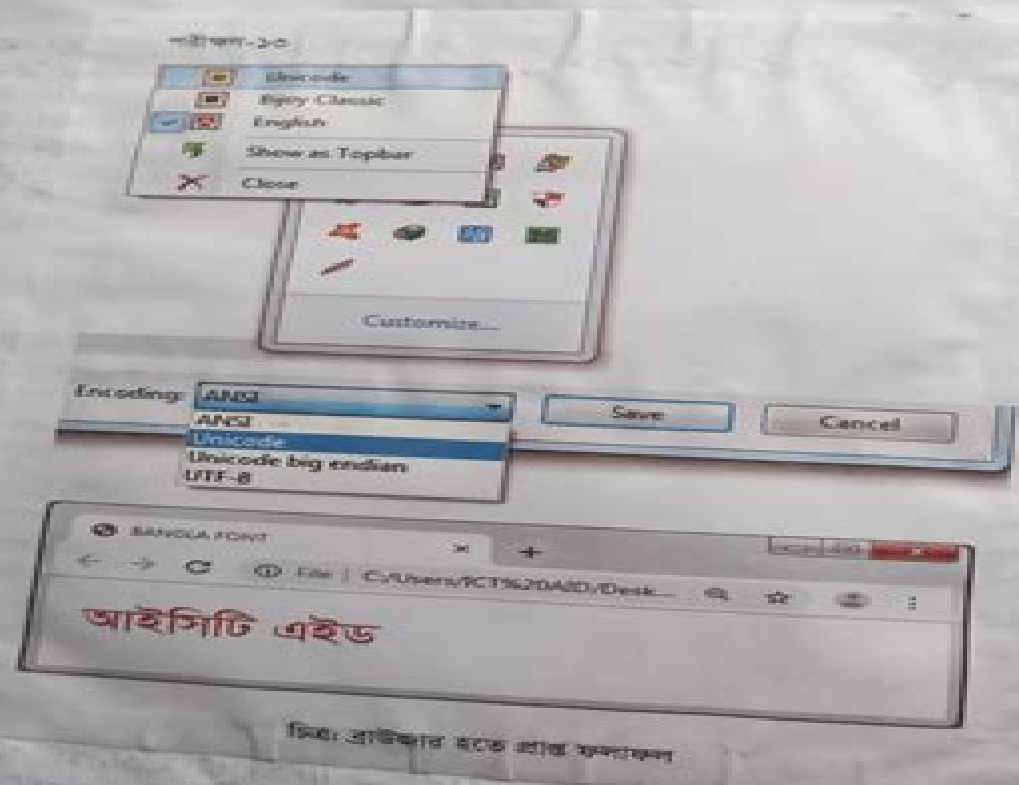 Unicode
Bijoy Classic
English
Show as Topbar
Close
Customize...
Encoding: ANSI
Save
Cancel
ANSI
Unicode
Unicode big endian
UTF-8
BANGLA FONT
File | C:/Users/ICT%20AID/Desk...
আইসিটি এইড
চিত্র: ব্রাউজার হতে প্রাপ্ত ফলাফল